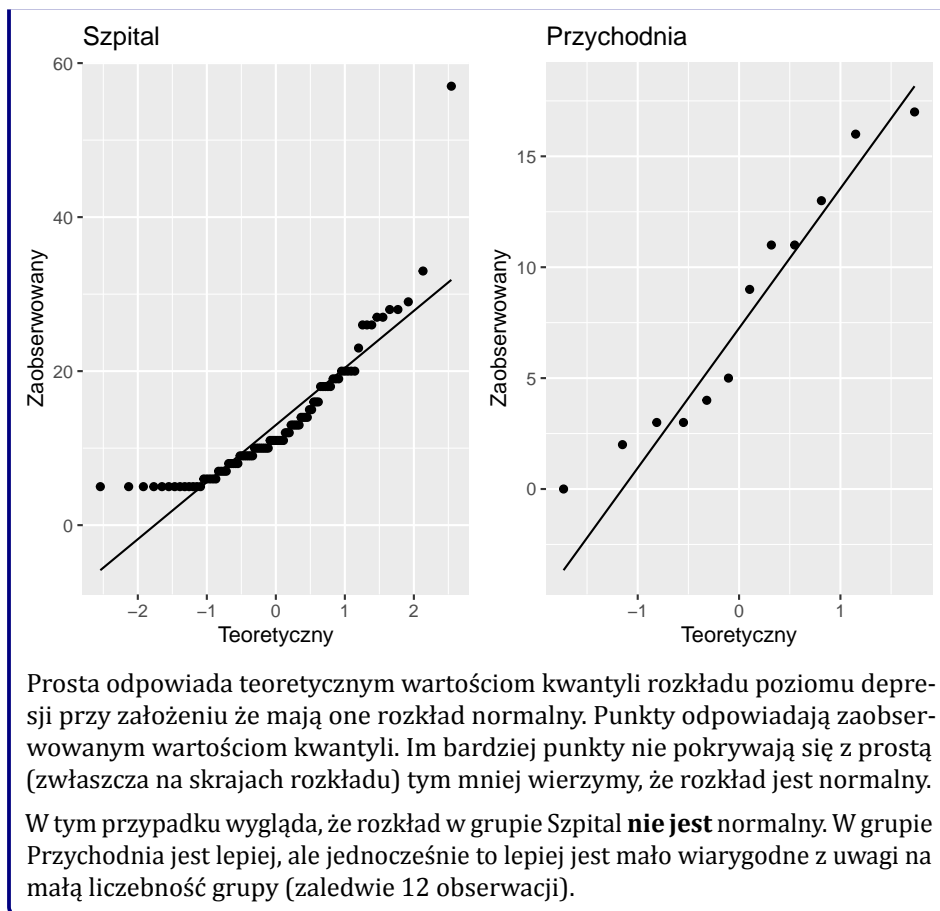 Szpital
Przychodnia
60
40
20
0
−2
−1
0
1
2
Teoretyczny
Zaobserwowany
15
10
5
0
−1
0
1
Teoretyczny
Zaobserwowany
Prosta odpowiada teoretycznym wartościom kwantyli rozkładu poziomu depre-
sji przy założeniu że mają one rozkład normalny. Punkty odpowiadają zaobser-
wowanym wartościom kwantyli. Im bardziej punkty nie pokrywają się z prostą
(zwłaszcza na skrajach rozkładu) tym mniej wierzymy, że rozkład jest normalny.
W tym przypadku wygląda, że rozkład w grupie Szpital nie jest normalny. W grupie
Przychodnia jest lepiej, ale jednocześnie to lepiej jest mało wiarygodne z uwagi na
małą liczebność grupy (zaledwie 12 obserwacji).